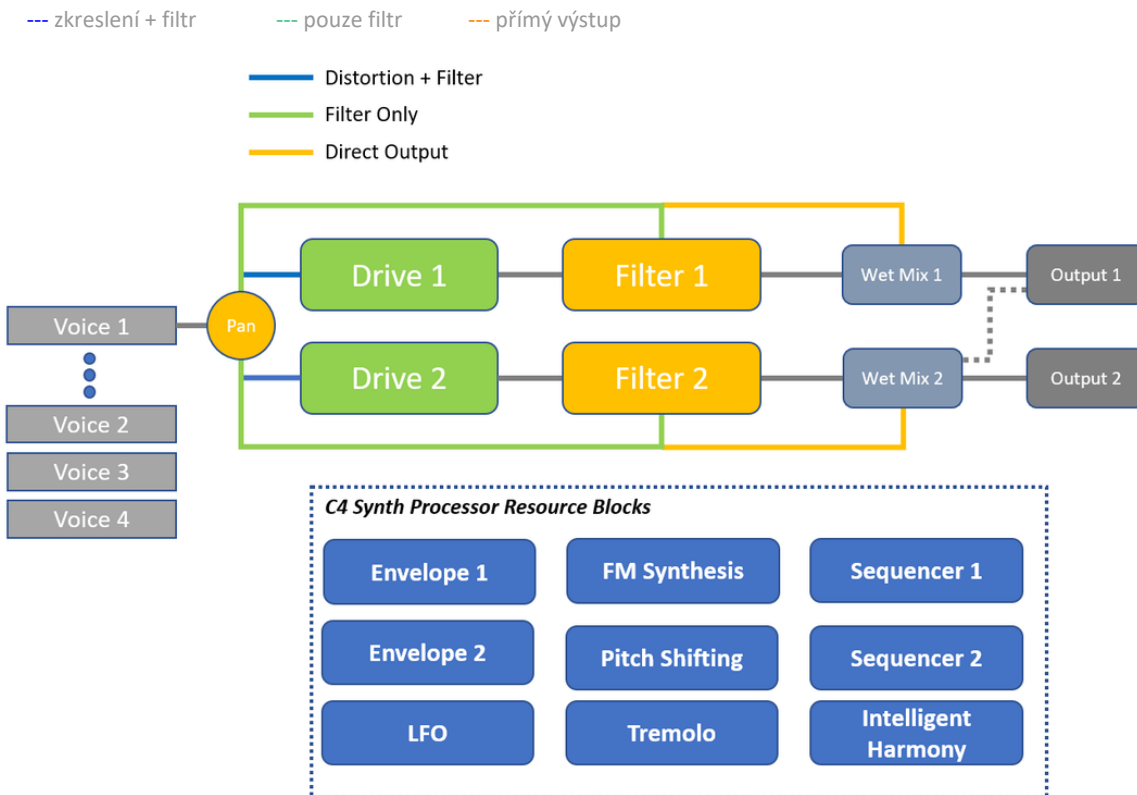 --- zkreslení + filtr --- pouze filtr --- přímý výstup
Distortion + Filter
Filter Only
Direct Output
Drive 1
Filter 1
Wet Mix 1
Output 1
Voice 1
Pan
Drive 2
Filter 2
Wet Mix 2
Output 2
Voice 2
Voice 3
Voice 4
C4 Synth Processor Resource Blocks
Envelope 1
FM Synthesis
Sequencer 1
Envelope 2
Pitch Shifting
Sequencer 2
LFO
Tremolo
Intelligent
Harmony